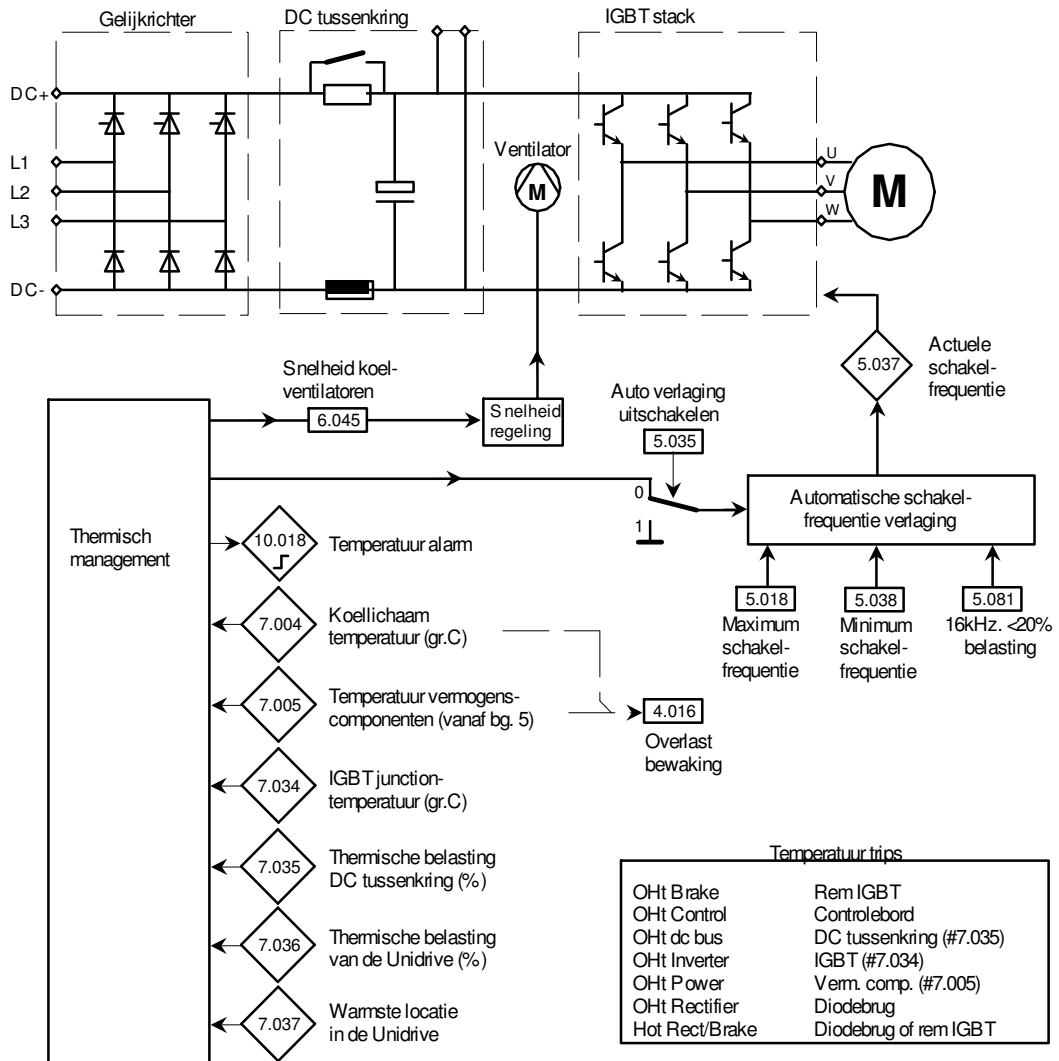 Gelijkrichter
DC tussenkring
IGBT stack
DC+
L1
L2
L3
DC-
Ventilator
M
U
V
W
M
Snelheid koel-
ventilatoren
6.045
Snelheid
regeling
Auto verlaging
uitschakelen
5.035
0
1
5.037
Actuele
schakel-
frequentie
Automatische schakel-
frequentie verlaging
5.018
Maximum
schakel-
frequentie
5.038
Minimum
schakel-
frequentie
5.081
16kHz. <20%
belasting
Thermisch
management
10.018
Temperatuur alarm
7.004
Koellichaam
temperatuur (gr.C)
7.005
Temperatuur vermogens-
componenten (vanaf bg. 5)
4.016
Overlast
bewaking
7.034
IGBT junction-
temperatuur (gr.C)
7.035
Thermische belasting
DC tussenkring (%)
7.036
Thermische belasting
van de Unidrive (%)
7.037
Warmste locatie
in de Unidrive
Temperatuur trips
OHt Brake Rem IGBT
OHt Control Controlebord
OHt dc bus DC tussenkring (#7.035)
OHt Inverter IGBT (#7.034)
OHt Power Verm. comp. (#7.005)
OHt Rectifier Diodebrug
Hot Rect/Brake Diodebrug of rem IGBT